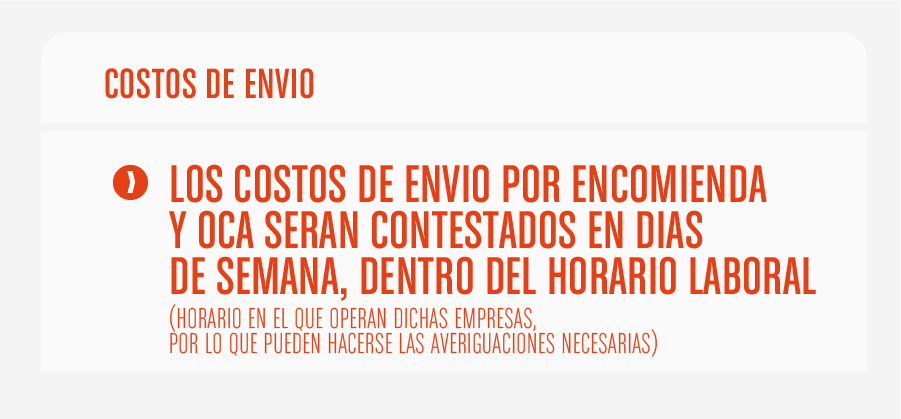 COSTOS DE ENVIO
LOS COSTOS DE ENVIO POR ENCOMIENDA
Y OCA SERAN CONTESTADOS EN DIAS
DE SEMANA, DENTRO DEL HORARIO LABORAL
(HORARIO EN EL QUE OPERAN DICHAS EMPRESAS,
POR LO QUE PUEDEN HACERSE LAS AVERIGUACIONES NECESARIAS)